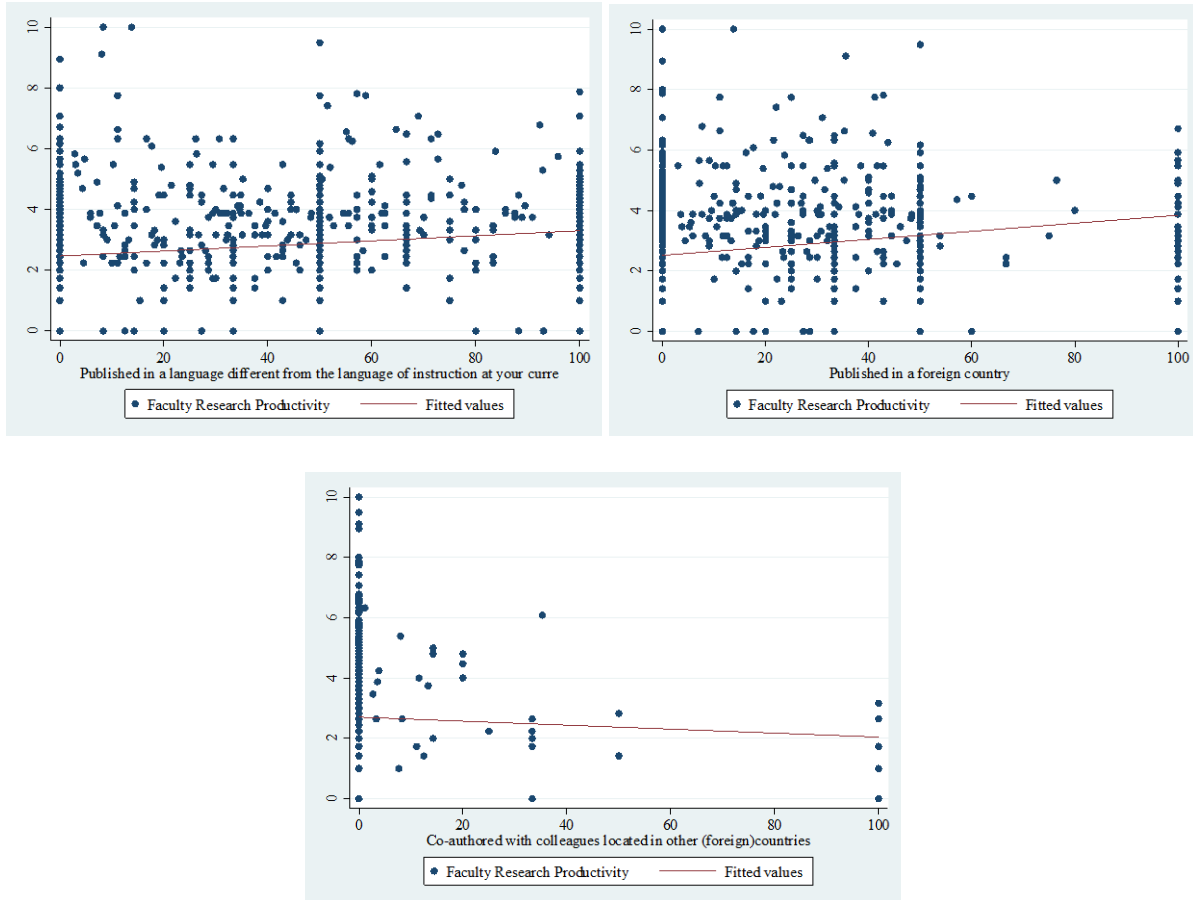 10
8
6
4
2
0
0 20 40 60 80 100
Published in a language different from the language of instruction at your curre
Faculty Research Productivity Fitted values
10
8
6
4
2
0
0 20 40 60 80 100
Published in a foreign country
Faculty Research Productivity Fitted values
10
8
6
4
2
0
0 20 40 60 80 100
Co-authored with colleagues located in other (foreign)countries
Faculty Research Productivity Fitted values